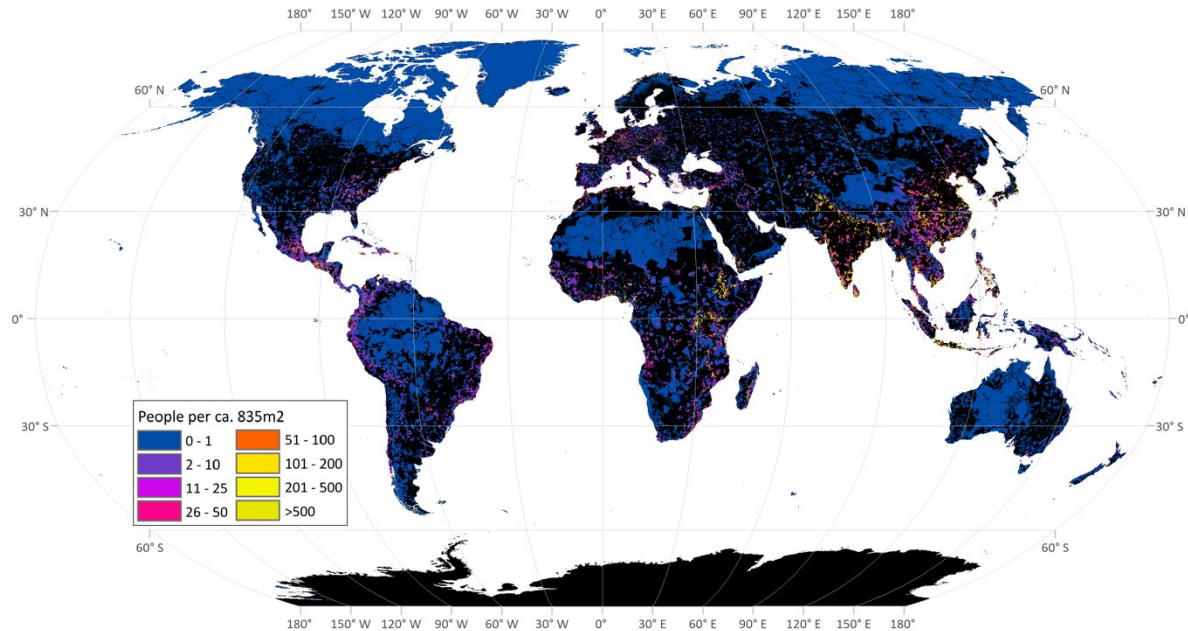 180° 150° W 120° W 90° W 60° W 30° W 0° 30° E 60° E 90° E 120° E 150° E 180°
60° N 60° N
30° N 30° N
0° 0°
People per ca. 835m2
0 - 1 51 - 100
2 - 10 101 - 200
11 - 25 201 - 500
26 - 50 >500
30° S 30° S
60° S 60° S
180° 150° W 120° W 90° W 60° W 30° W 0° 30° E 60° E 90° E 120° E 150° E 180°